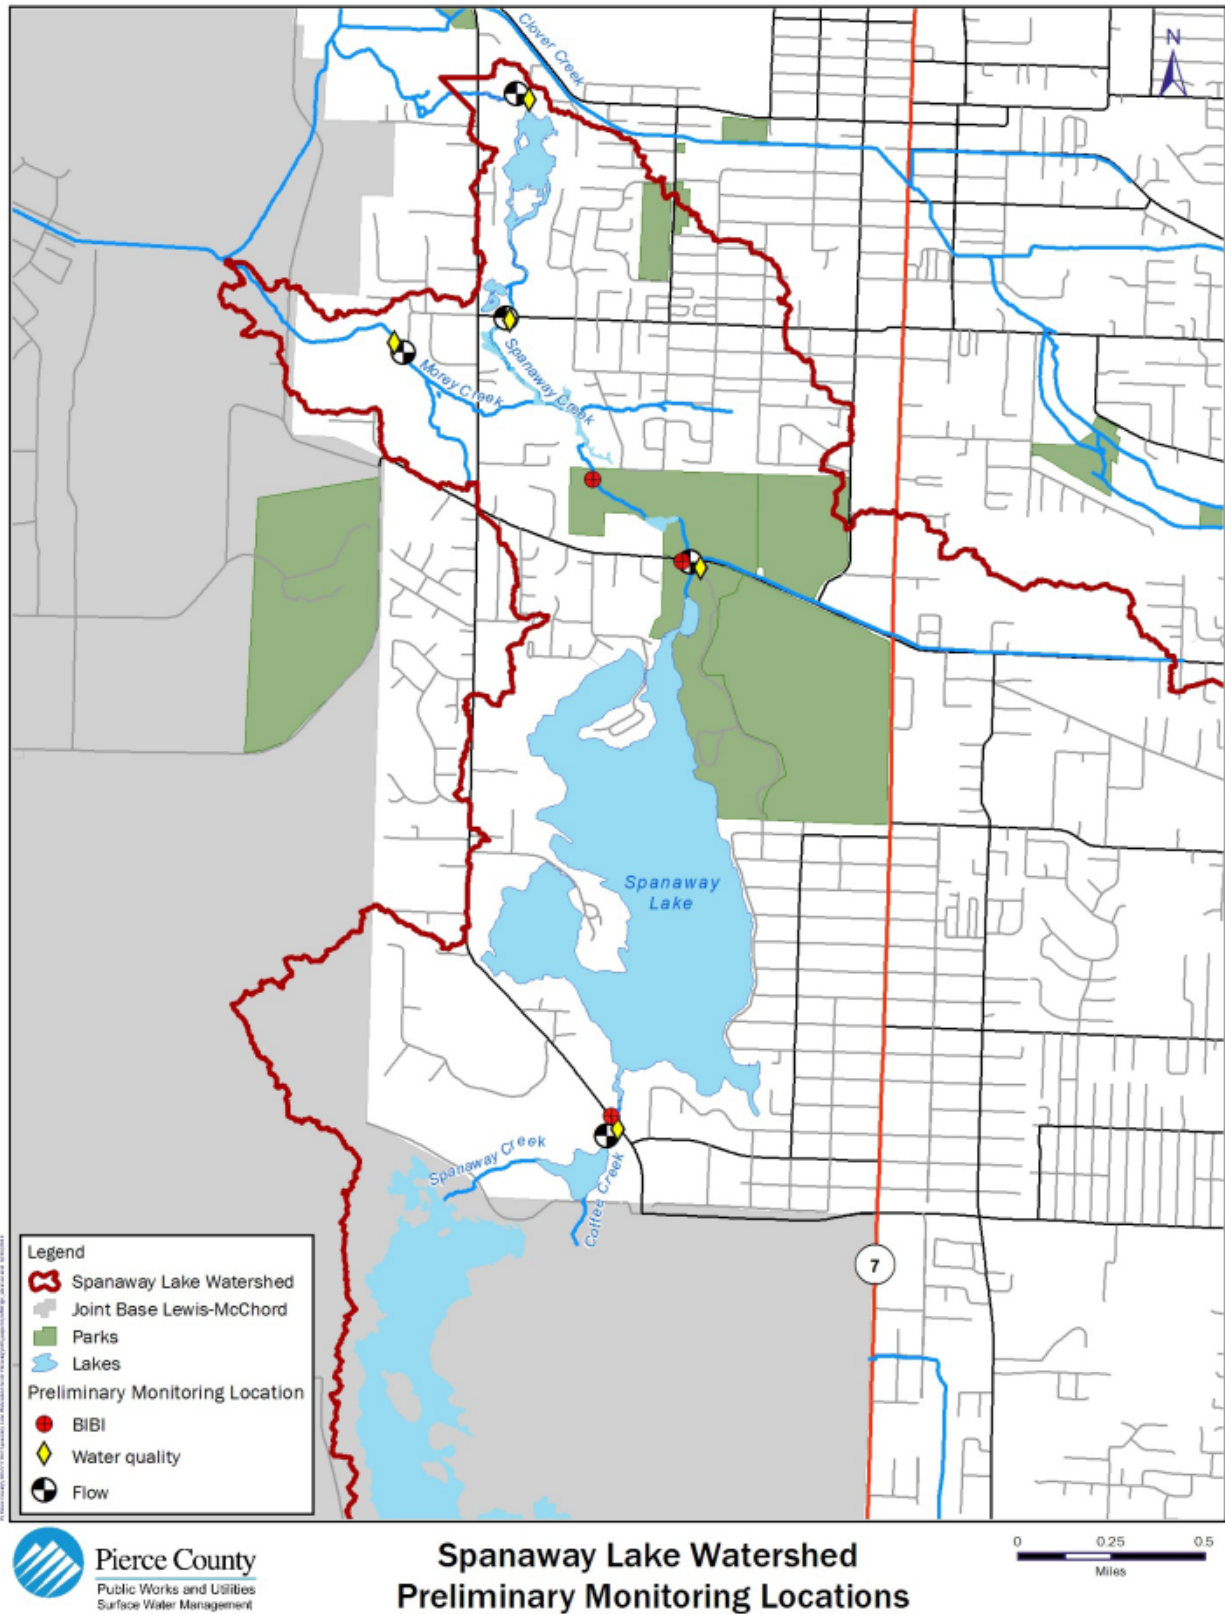 Clover Creek
N
Spanaway Creek
Morey Creek
Spanaway
Lake
Spanaway Creek
Coffee Creek
7
Legend
Spanaway Lake Watershed
Joint Base Lewis-McChord
Parks
Lakes
Preliminary Monitoring Location
BIBI
Water quality
Flow
Pierce County
Public Works and Utilities
Surface Water Management
Spanaway Lake Watershed
Preliminary Monitoring Locations
0 0.25 0.5
Miles